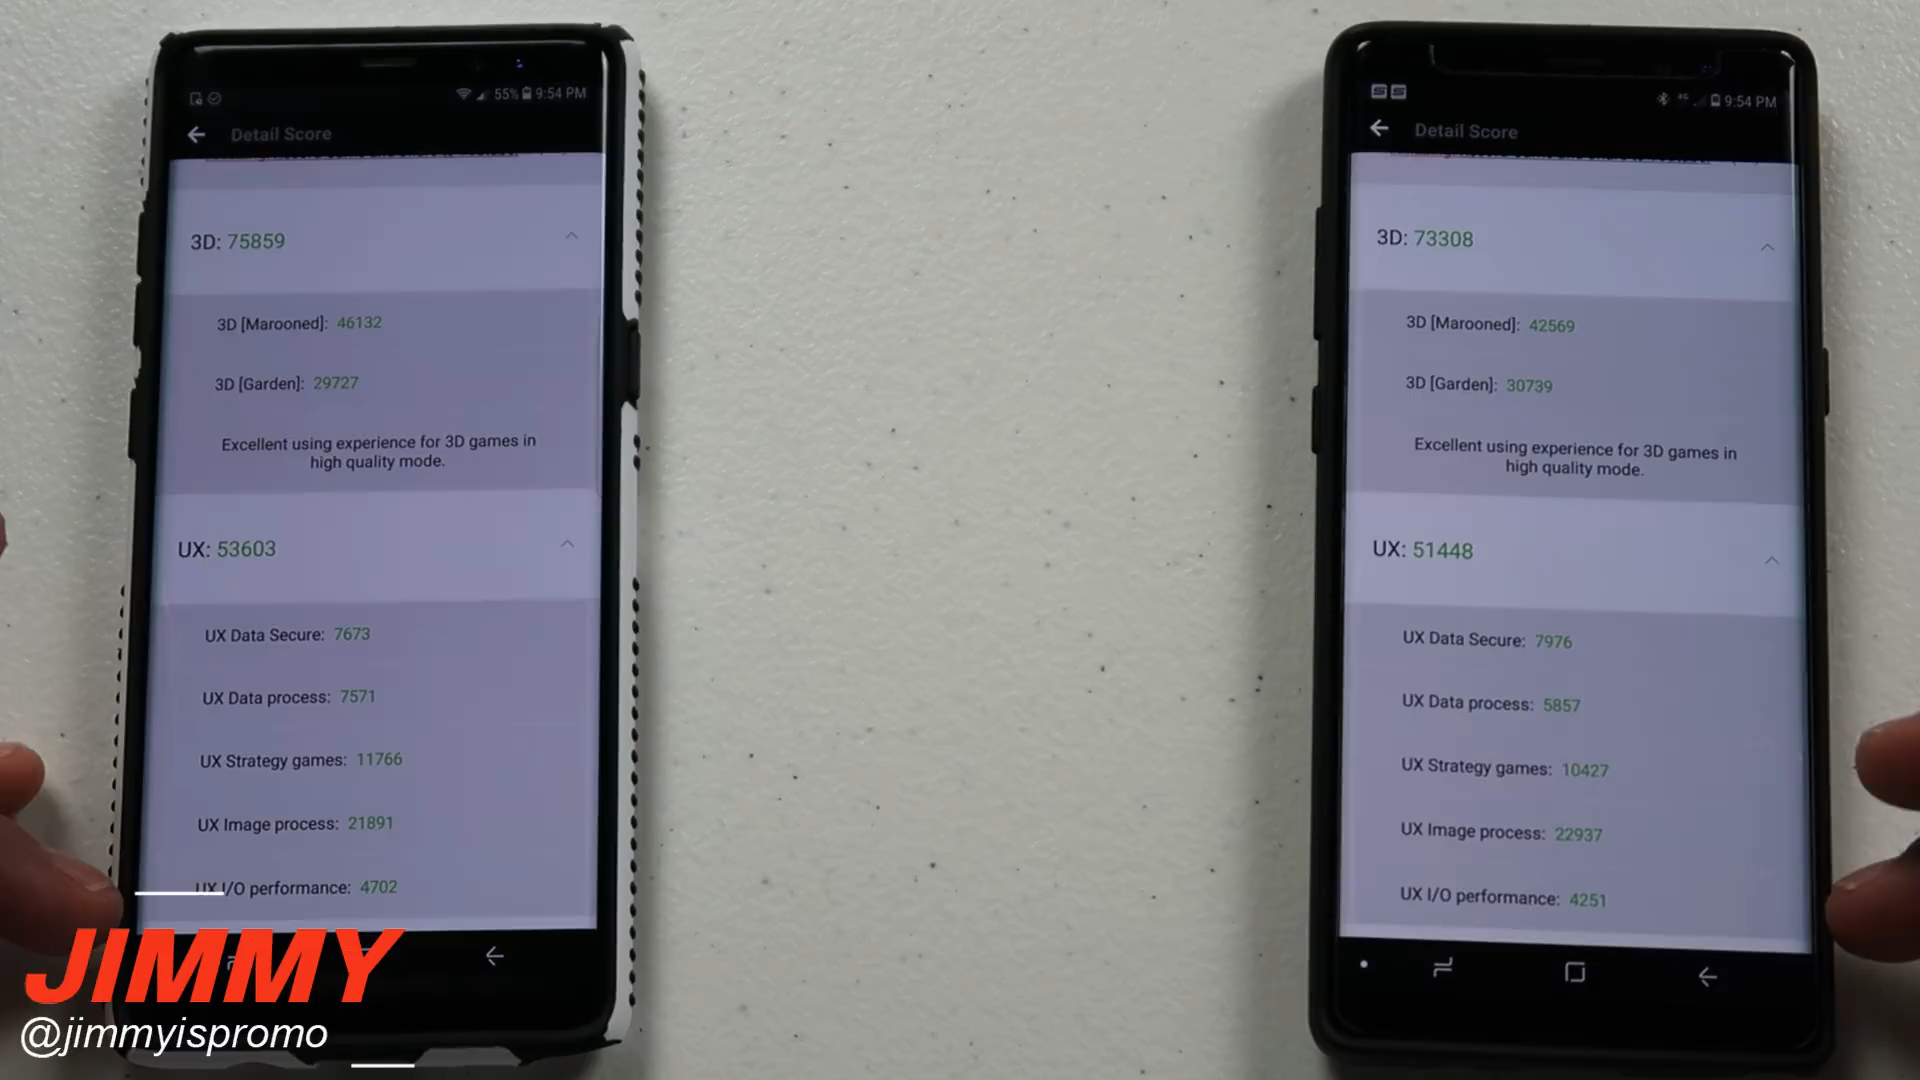 55% 9:54 PM
Detail Score
3D: 75859
3D [Marooned]: 46132
3D [Garden]: 29727
Excellent using experience for 3D games in
high quality mode.
UX: 53603
UX Data Secure: 7673
UX Data process: 7571
UX Strategy games: 11766
UX Image process: 21891
UX I/O performance: 4702
JIMMY
@jimmyispromo
S S 4G 9:54 PM
Detail Score
3D: 73308
3D [Marooned]: 42569
3D [Garden]: 30739
Excellent using experience for 3D games in
high quality mode.
UX: 51448
UX Data Secure: 7976
UX Data process: 5857
UX Strategy games: 10427
UX Image process: 22937
UX I/O performance: 4251